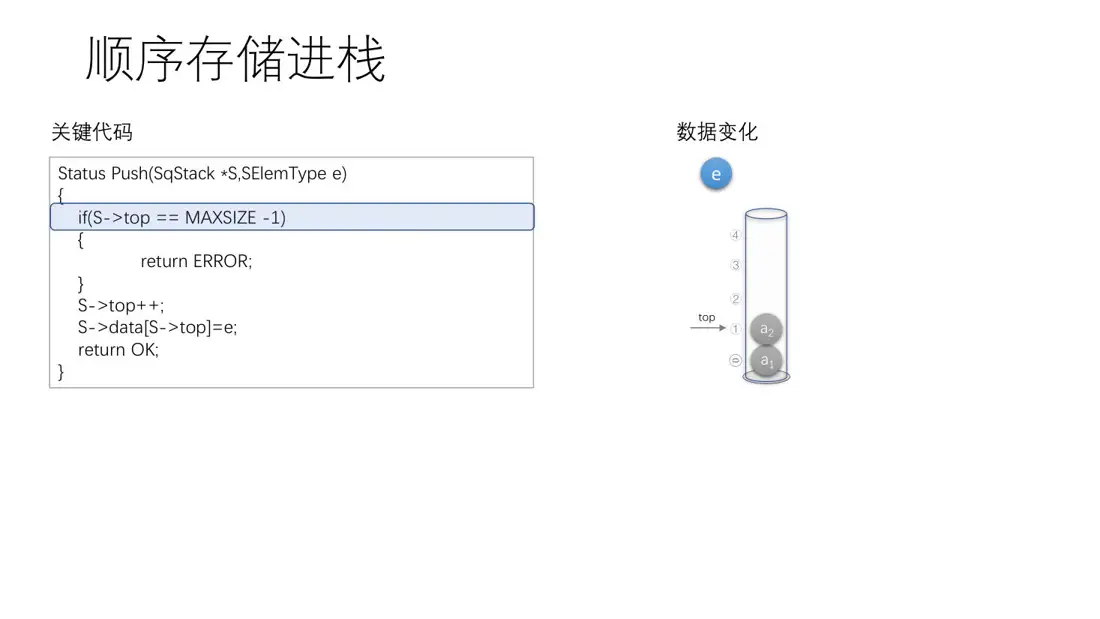 顺序存储进栈
关键代码
Status Push(SqStack *S,SElemType e)
{
if(S->top == MAXSIZE -1)
{
return ERROR;
}
S->top++;
S->data[S->top]=e;
return OK;
}
数据变化
e
④
③
②
top
①
a₂
⓪
a₁